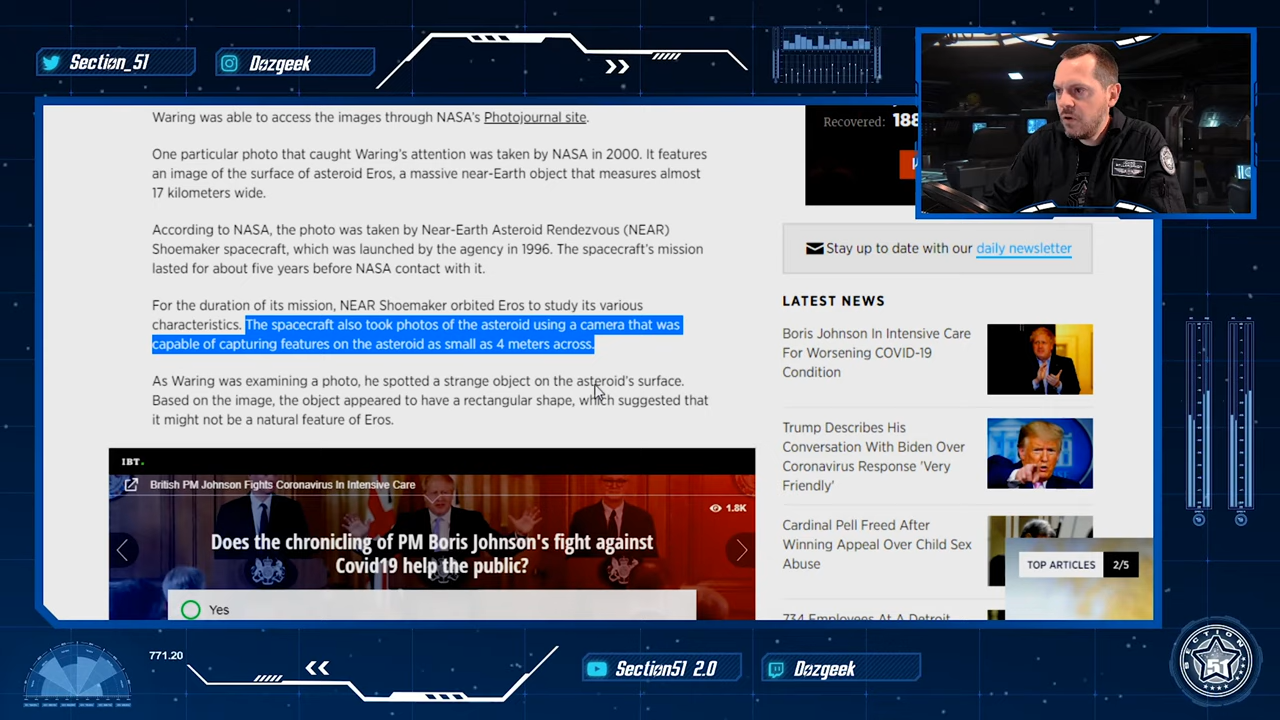 Section_51
Dazgeek
Waring was able to access the images through NASA's Photojournal site.
One particular photo that caught Waring's attention was taken by NASA in 2000. It features
an image of the surface of asteroid Eros, a massive near-Earth object that measures almost
17 kilometers wide.
According to NASA, the photo was taken by Near-Earth Asteroid Rendezvous (NEAR)
Shoemaker spacecraft, which was launched by the agency in 1996. The spacecraft's mission
lasted for about five years before NASA contact with it.
For the duration of its mission, NEAR Shoemaker orbited Eros to study its various
characteristics. The spacecraft also took photos of the asteroid using a camera that was
capable of capturing features on the asteroid as small as 4 meters across.
As Waring was examining a photo, he spotted a strange object on the asteroid's surface.
Based on the image, the object appeared to have a rectangular shape, which suggested that
it might not be a natural feature of Eros.
IBT.
British PM Johnson Fights Coronavirus In Intensive Care
1.8K
Does the chronicling of PM Boris Johnson's fight against
Covid19 help the public?
Yes
Recovered: 188
Stay up to date with our daily newsletter
LATEST NEWS
Boris Johnson In Intensive Care
For Worsening COVID-19
Condition
Trump Describes His
Conversation With Biden Over
Coronavirus Response 'Very
Friendly'
Cardinal Pell Freed After
Winning Appeal Over Child Sex
Abuse
734 Employees At A Detroit
TOP ARTICLES 2/5
771.20
Section51 2.0
Dazgeek
SECTION
51